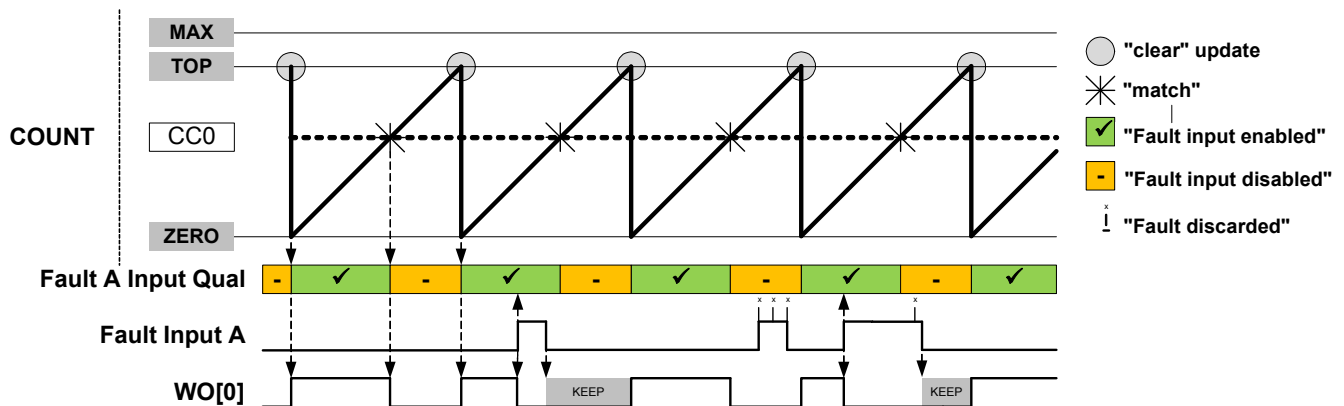 MAX
TOP
COUNT
CC0
ZERO
"clear" update
"match"
"Fault input enabled"
- "Fault input disabled"
x "Fault discarded"
Fault A Input Qual - ✓ - ✓ - ✓ - ✓ - ✓
x x x x
Fault Input A
WO[0] KEEP KEEP